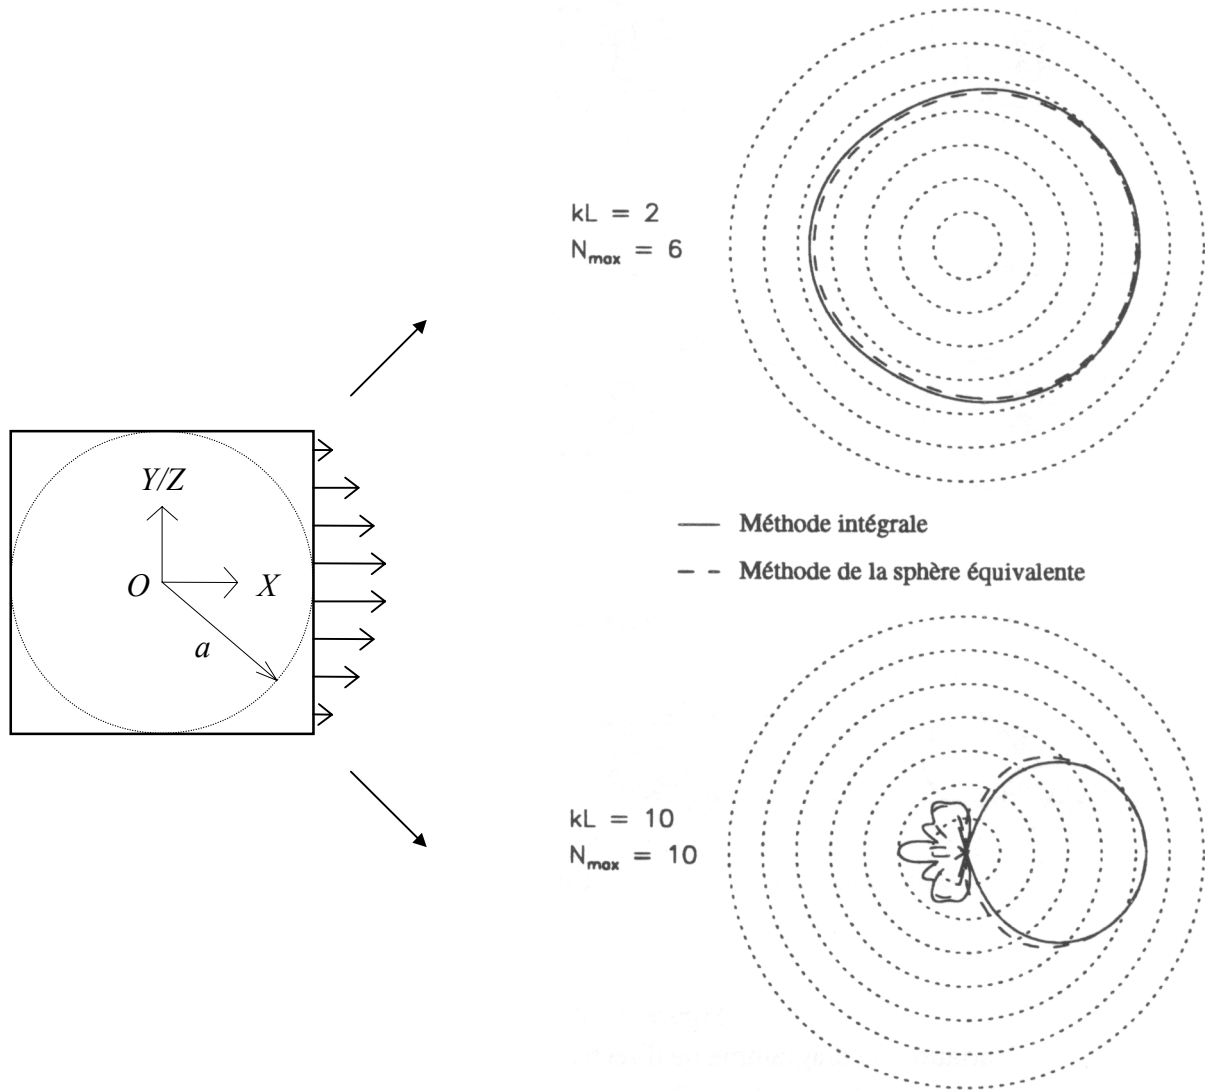 kL = 2
N_max = 6
Y/Z
O
X
a
Méthode intégrale
Méthode de la sphère équivalente
kL = 10
N_max = 10